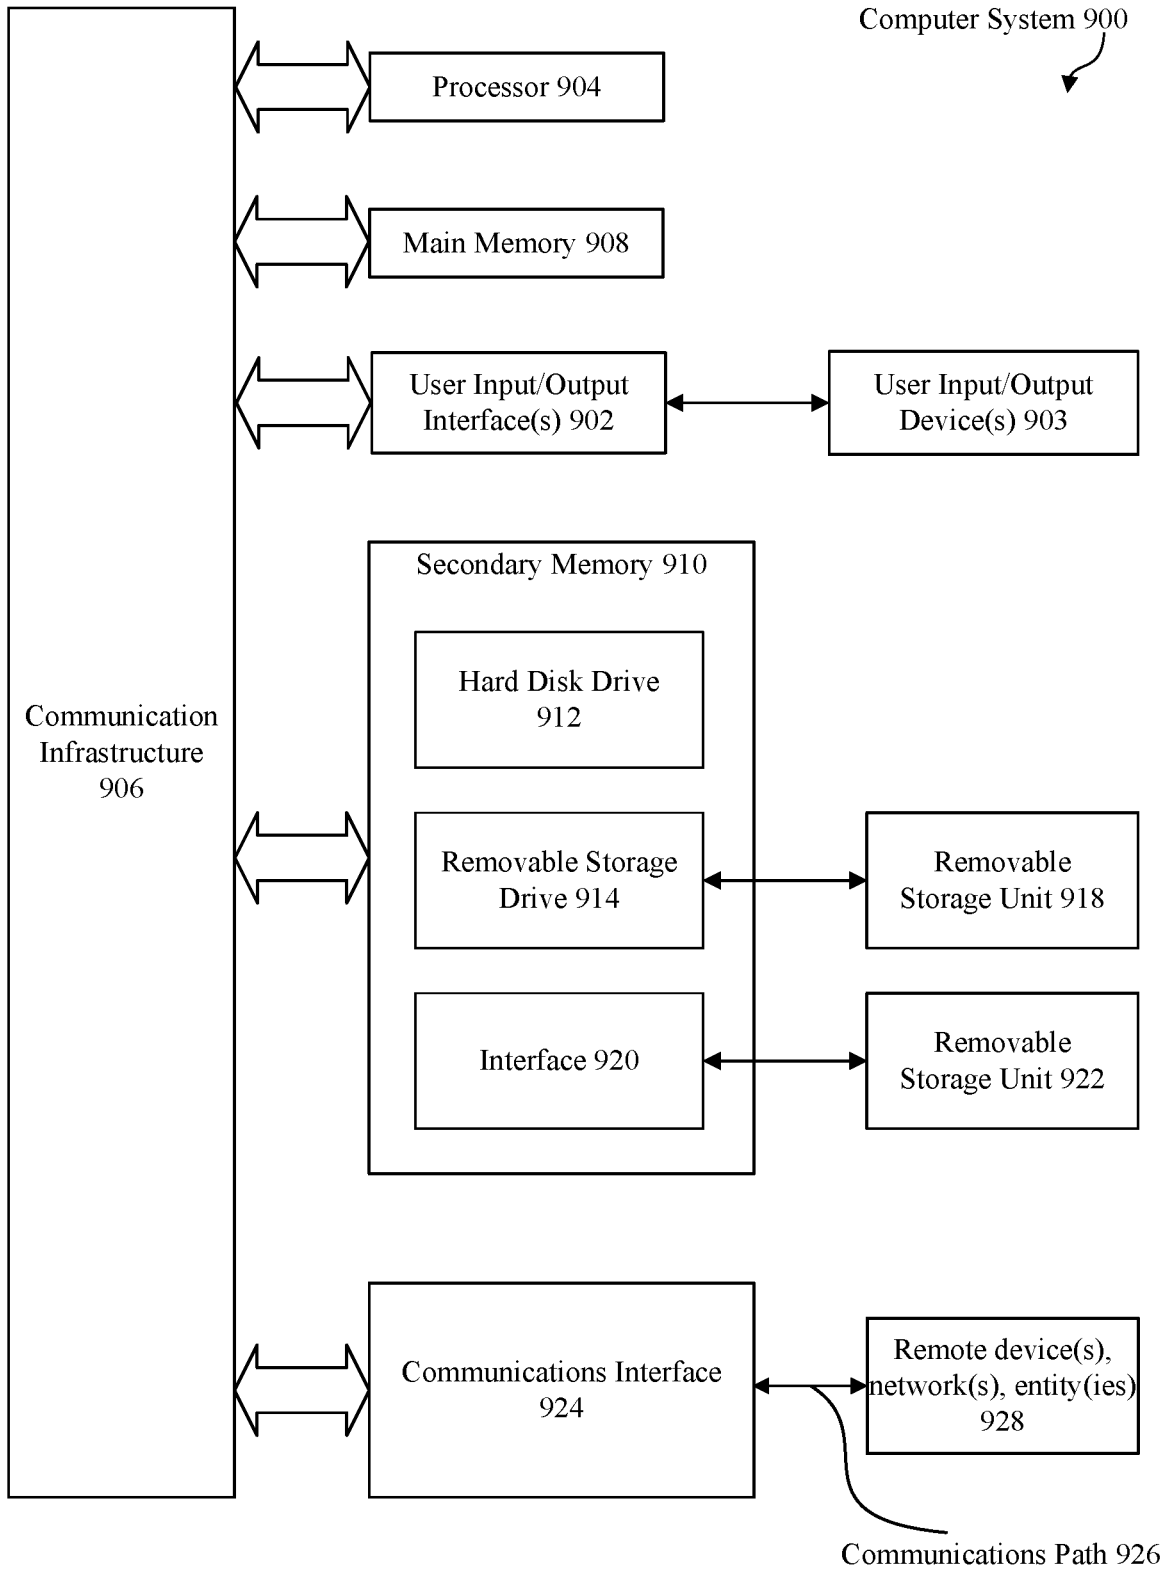 Computer System 900
Processor 904
Main Memory 908
User Input/Output
Interface(s) 902
User Input/Output
Device(s) 903
Secondary Memory 910
Hard Disk Drive
912
Communication
Infrastructure
906
Removable Storage
Drive 914
Removable
Storage Unit 918
Interface 920
Removable
Storage Unit 922
Communications Interface
924
Remote device(s),
network(s), entity(ies)
928
Communications Path 926